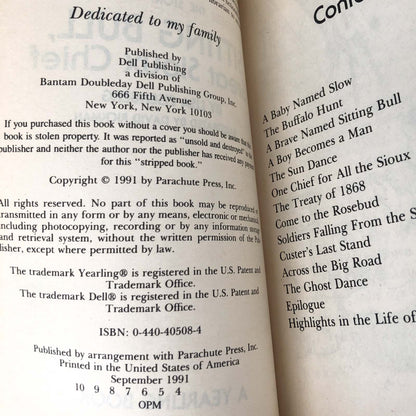 Dedicated to my family
Published by
Dell Publishing
a division of
Bantam Doubleday Dell Publishing Group, Inc.
666 Fifth Avenue
New York, New York 10103
If you purchased this book without a cover you should be aware that
book is stolen property. It was reported as "unsold and destroyed" to
publisher and neither the author nor the publisher has received any
for this "stripped book."
Copyright © 1991 by Parachute Press, Inc.
All rights reserved. No part of this book may be reproduced or
transmitted in any form or by any means, electronic or mechanical,
including photocopying, recording or by any information storage
and retrieval system, without the written permission of the
lisher, except where permitted by law.
The trademark Yearling® is registered in the U.S. Patent and
Trademark Office.
The trademark Dell® is registered in the U.S. Patent and
Trademark Office.
ISBN: 0-440-40508-4
Published by arrangement with Parachute Press, Inc.
Printed in the United States of America
September 1991
10 9 8 7 6 5 4
OPM
A Baby Named Slow
The Buffalo Hunt
A Brave Named Sitting Bull
A Boy Becomes a Man
The Sun Dance
One Chief for All the Sioux
The Treaty of 1868
Come to the Rosebud
Soldiers Falling From the
Custer's Last Stand
Across the Big Road
The Ghost Dance
Epilogue
Highlights in the Life of